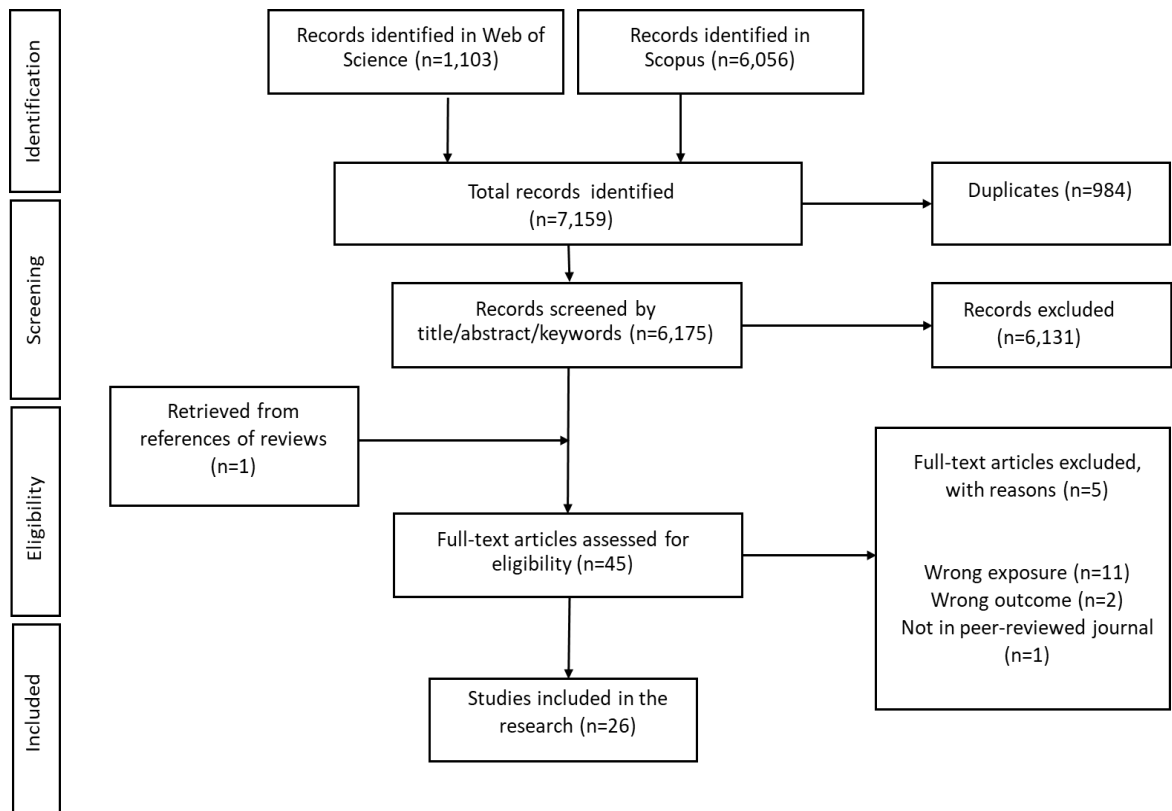 Identification
Records identified in Web of
Science (n=1,103)
Records identified in
Scopus (n=6,056)
Total records identified
(n=7,159)
Duplicates (n=984)
Screening
Records screened by
title/abstract/keywords (n=6,175)
Records excluded
(n=6,131)
Eligibility
Retrieved from
references of reviews
(n=1)
Full-text articles assessed for
eligibility (n=45)
Full-text articles excluded,
with reasons (n=5)
Wrong exposure (n=11)
Wrong outcome (n=2)
Not in peer-reviewed journal
(n=1)
Included
Studies included in the
research (n=26)